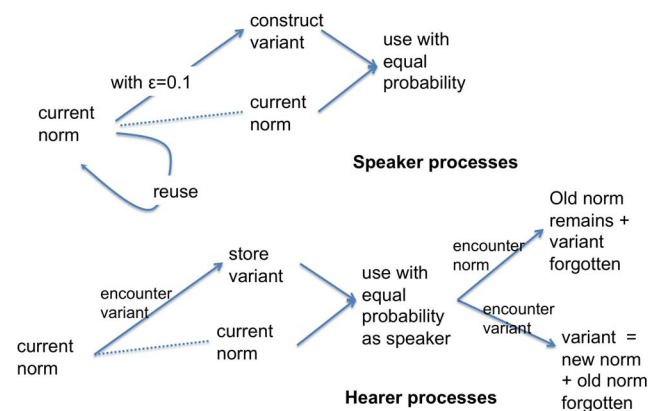 construct
variant
use with
equal
probability
with ε=0.1
current
norm
current
norm
Speaker processes
reuse
Old norm
remains +
variant
forgotten
encounter
norm
store
variant
use with
equal
probability
as speaker
encounter
variant
encounter
variant
current
norm
variant =
new norm
+ old norm
forgotten
current
norm
Hearer processes